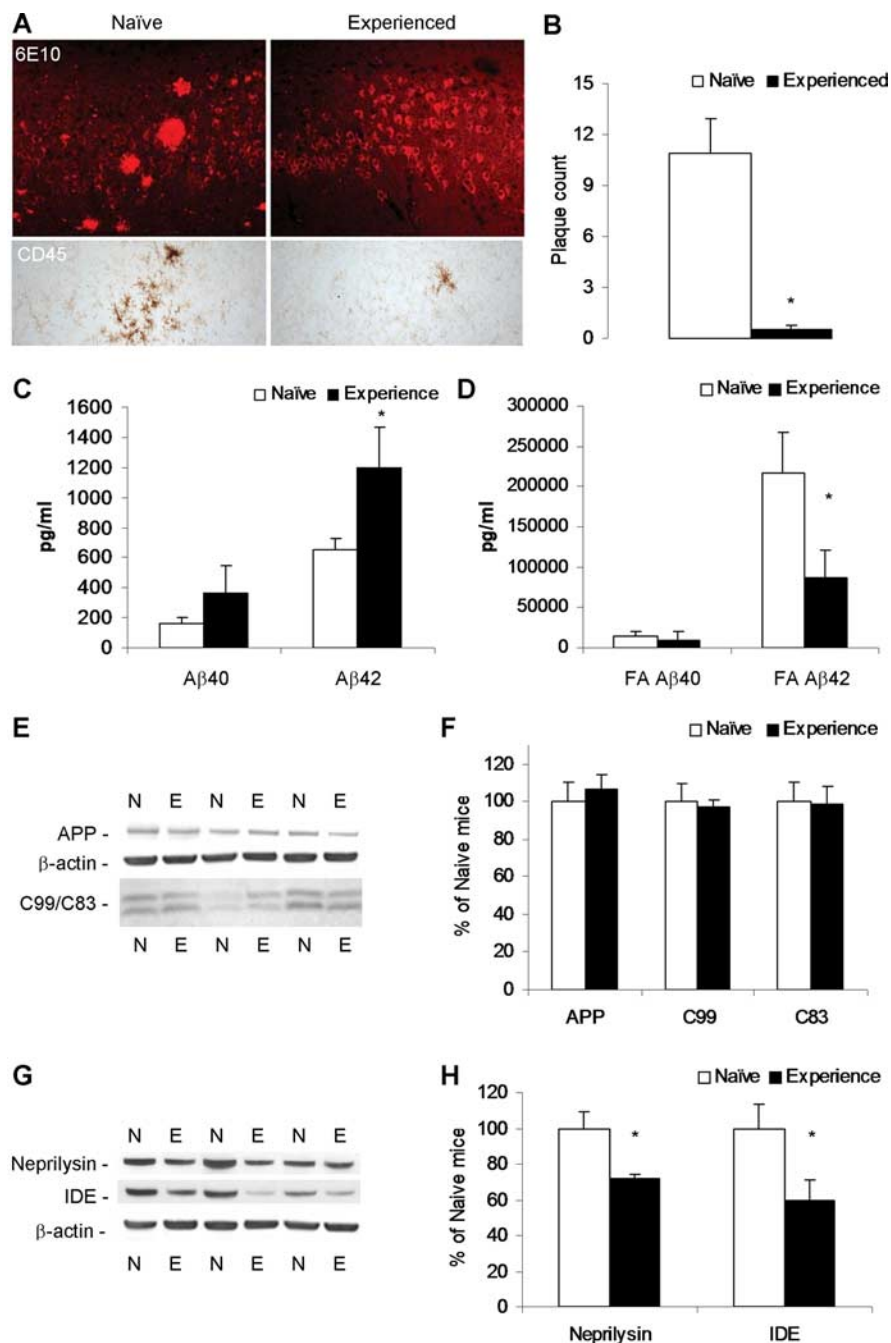 A
Naïve
Experienced
6E10
CD45
B
Naïve Experienced
15
12
9
6
3
0
Plaque count
*
C
Naïve Experience
1600
1400
1200
1000
800
600
400
200
0
pg/ml
*
Aβ40 Aβ42
D
Naïve Experience
300000
250000
200000
150000
100000
50000
0
pg/ml
*
FA Aβ40 FA Aβ42
E
N E N E N E
APP -
β-actin -
C99/C83 -
N E N E N E
F
Naïve Experience
120
100
80
60
40
20
0
% of Naive mice
APP C99 C83
G
N E N E N E
Neprilysin -
IDE -
β-actin -
N E N E N E
H
Naïve Experience
120
100
80
60
40
20
0
% of Naive mice
* *
Neprilysin IDE